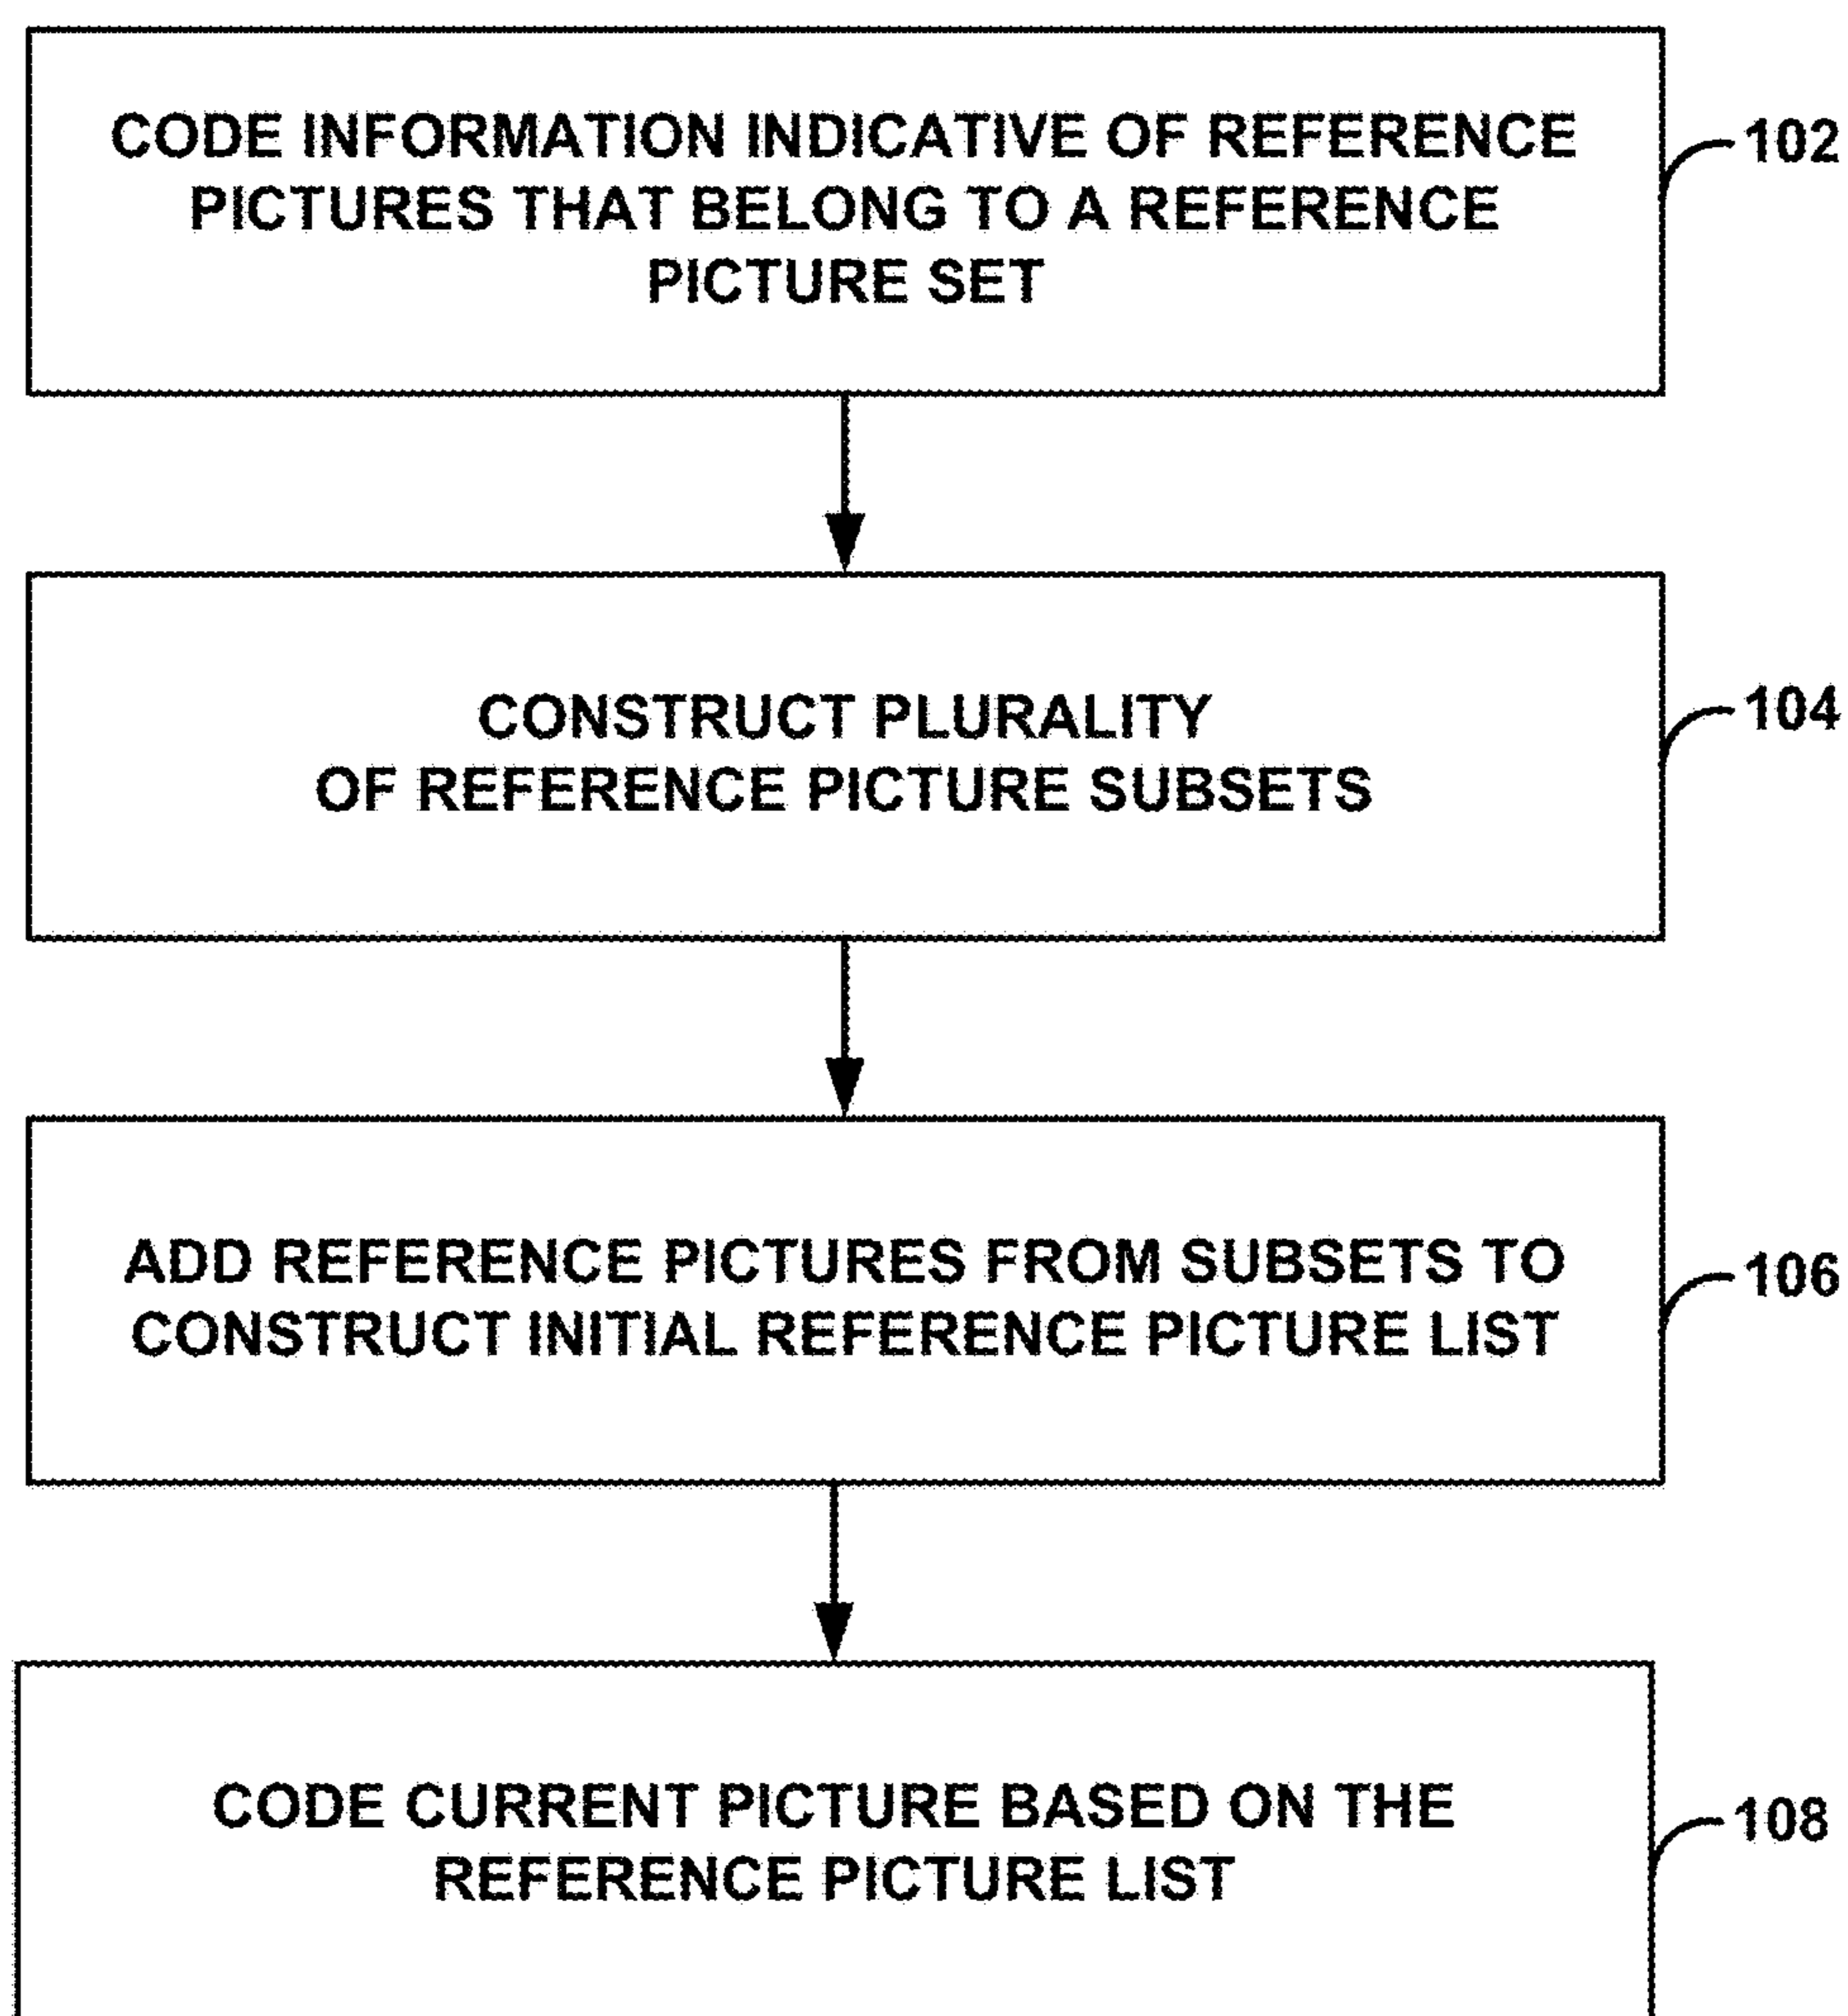 CODE INFORMATION INDICATIVE OF REFERENCE
PICTURES THAT BELONG TO A REFERENCE
PICTURE SET
102
CONSTRUCT PLURALITY
OF REFERENCE PICTURE SUBSETS
104
ADD REFERENCE PICTURES FROM SUBSETS TO
CONSTRUCT INITIAL REFERENCE PICTURE LIST
106
CODE CURRENT PICTURE BASED ON THE
REFERENCE PICTURE LIST
108